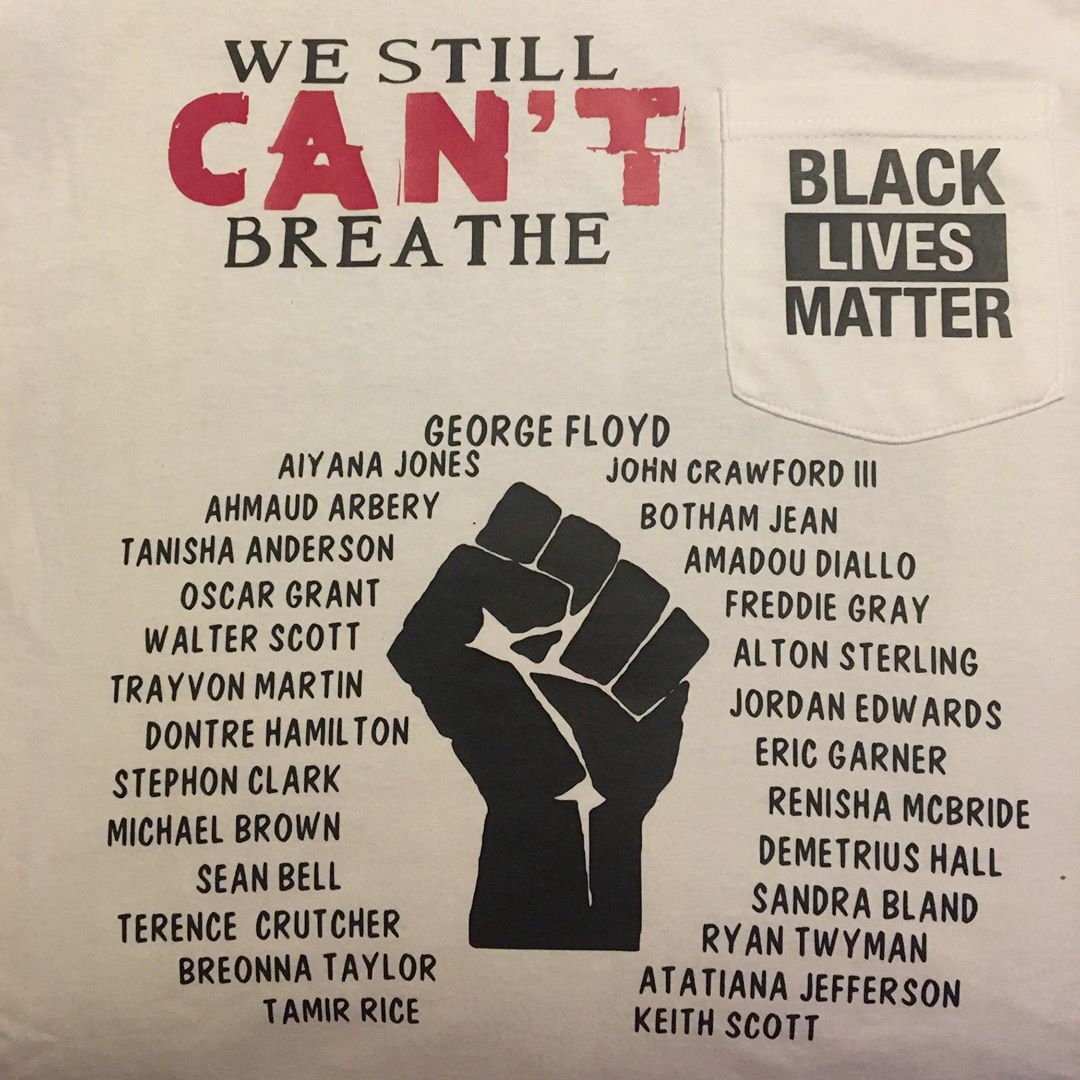 WE STILL
CAN'T
BREATHE
BLACK
LIVES
MATTER
GEORGE FLOYD
AIYANA JONES
AHMAUD ARBERY
TANISHA ANDERSON
OSCAR GRANT
WALTER SCOTT
TRAYVON MARTIN
DONTRE HAMILTON
STEPHON CLARK
MICHAEL BROWN
SEAN BELL
TERENCE CRUTCHER
BREONNA TAYLOR
TAMIR RICE
JOHN CRAWFORD III
BOTHAM JEAN
AMADOU DIALLO
FREDDIE GRAY
ALTON STERLING
JORDAN EDWARDS
ERIC GARNER
RENISHA MCBRIDE
DEMETRIUS HALL
SANDRA BLAND
RYAN TWYMAN
ATATIANA JEFFERSON
KEITH SCOTT